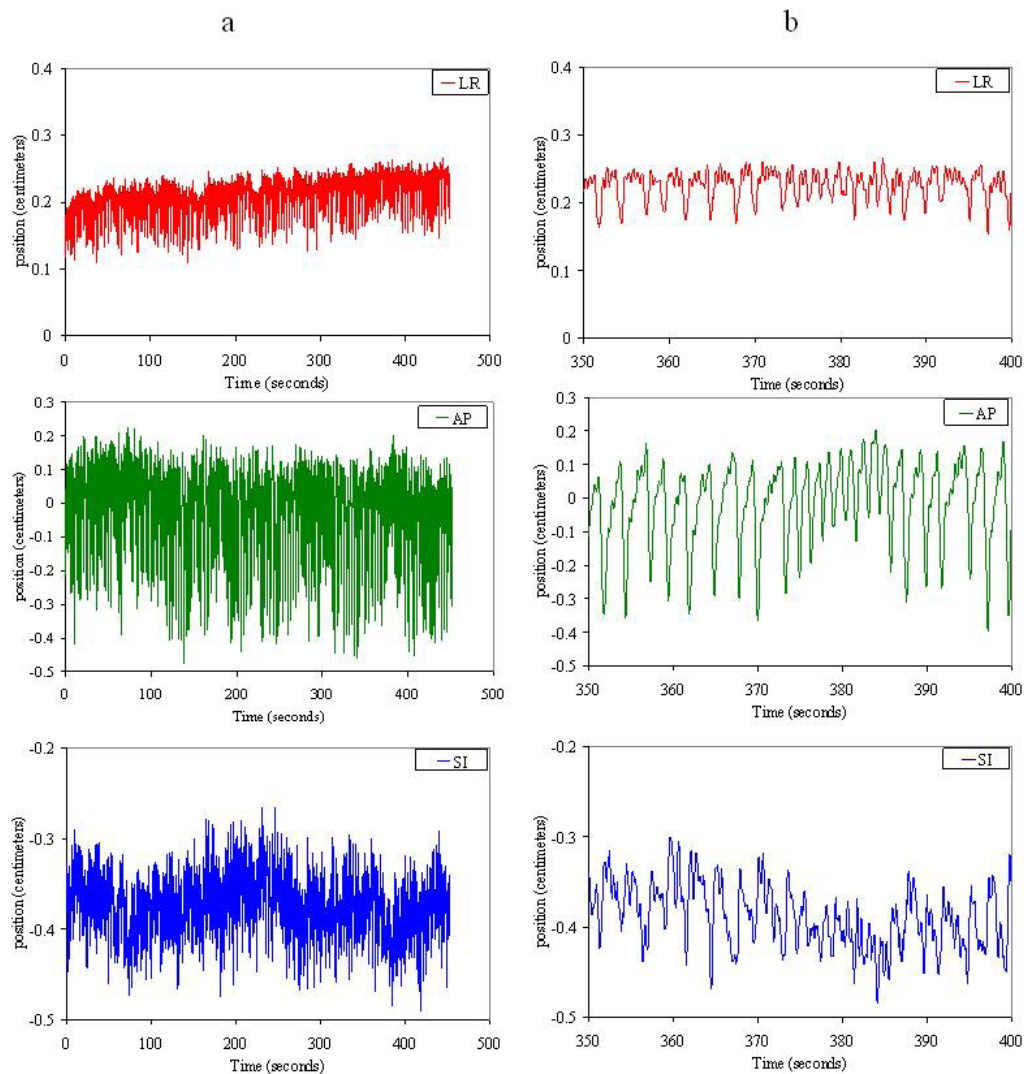 a
b
0.4
0.3
0.2
0.1
0
position (centimeters)
LR
0 100 200 300 400 500
Time (seconds)
0.4
0.3
0.2
0.1
0
position (centimeters)
LR
350 360 370 380 390 400
Time (seconds)
0.3
0.2
0.1
0
-0.1
-0.2
-0.3
-0.4
-0.5
position (centimeters)
AP
0 100 200 300 400 500
Time (seconds)
0.3
0.2
0.1
0
-0.1
-0.2
-0.3
-0.4
-0.5
position (centimeters)
AP
350 360 370 380 390 400
Time (seconds)
-0.2
-0.3
-0.4
-0.5
position (centimeters)
SI
0 100 200 300 400 500
Time (seconds)
-0.2
-0.3
-0.4
-0.5
position (centimeters)
SI
350 360 370 380 390 400
Time (seconds)